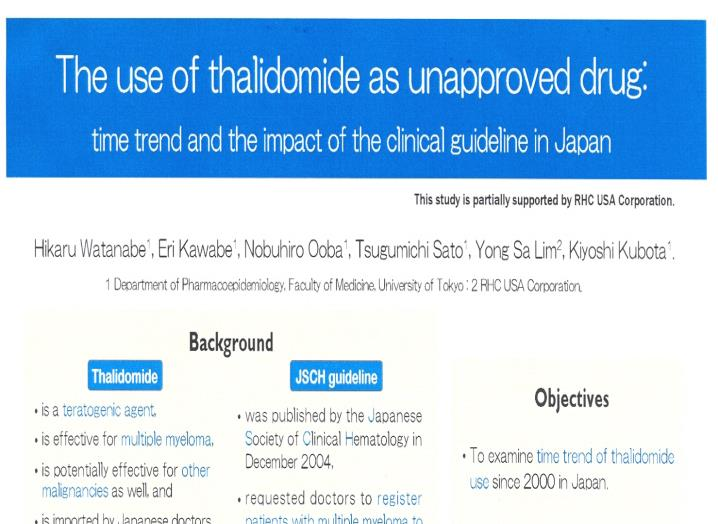 The use of thalidomide as unapproved drug:
time trend and the impact of the clinical guideline in Japan
This study is partially supported by RHC USA Corporation.
Hikaru Watanabe¹, Eri Kawabe¹, Nobuhiro Ooba¹, Tsugumichi Sato¹, Yong Sa Lim², Kiyoshi Kubota¹.
1 Department of Pharmacoepidemiology, Faculty of Medicine, University of Tokyo : 2 RHC USA Corporation,
Background
Thalidomide
• is a teratogenic agent,
• is effective for multiple myeloma,
• is potentially effective for other
malignancies as well, and
• is imported by Japanese doctors
JSCH guideline
• was published by the Japanese
Society of Clinical Hematology in
December 2004,
• requested doctors to register
patients with multiple myeloma to
Objectives
• To examine time trend of thalidomide
use since 2000 in Japan.